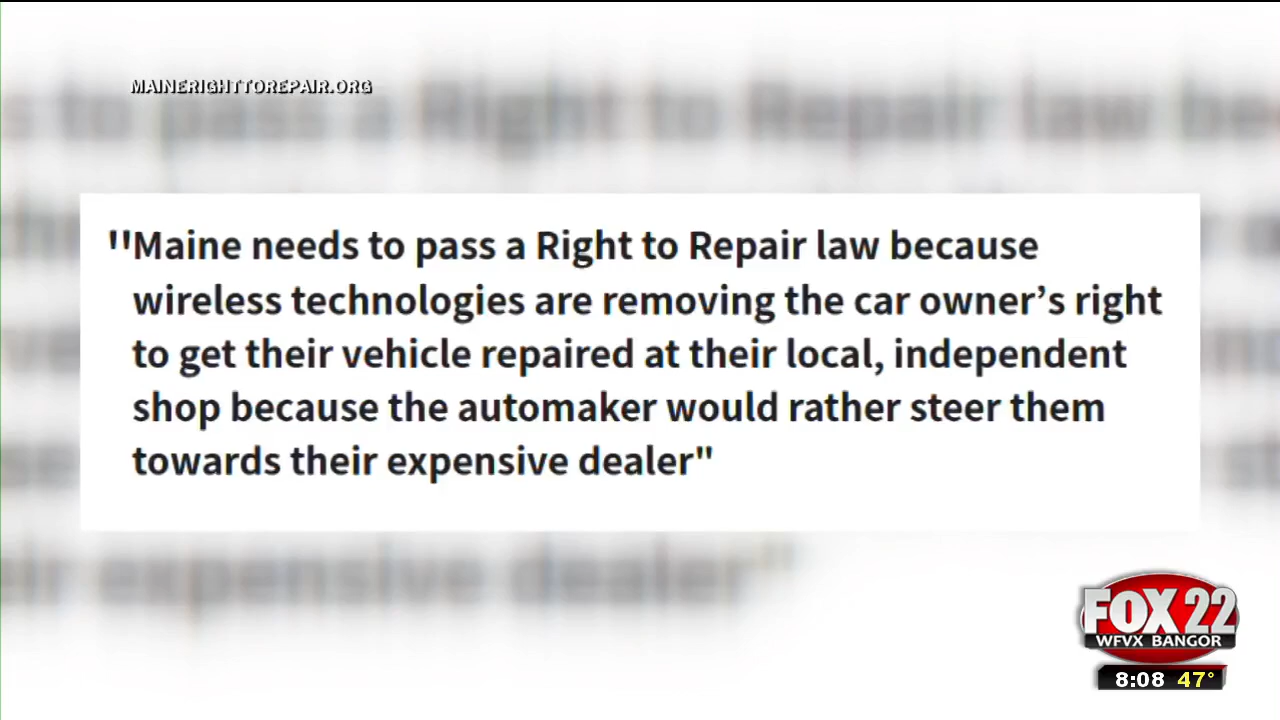 MAINERIGHTTOREPAIR.ORG
"Maine needs to pass a Right to Repair law because
wireless technologies are removing the car owner’s right
to get their vehicle repaired at their local, independent
shop because the automaker would rather steer them
towards their expensive dealer"
FOX 22
WFVX BANGOR
8:08 47°